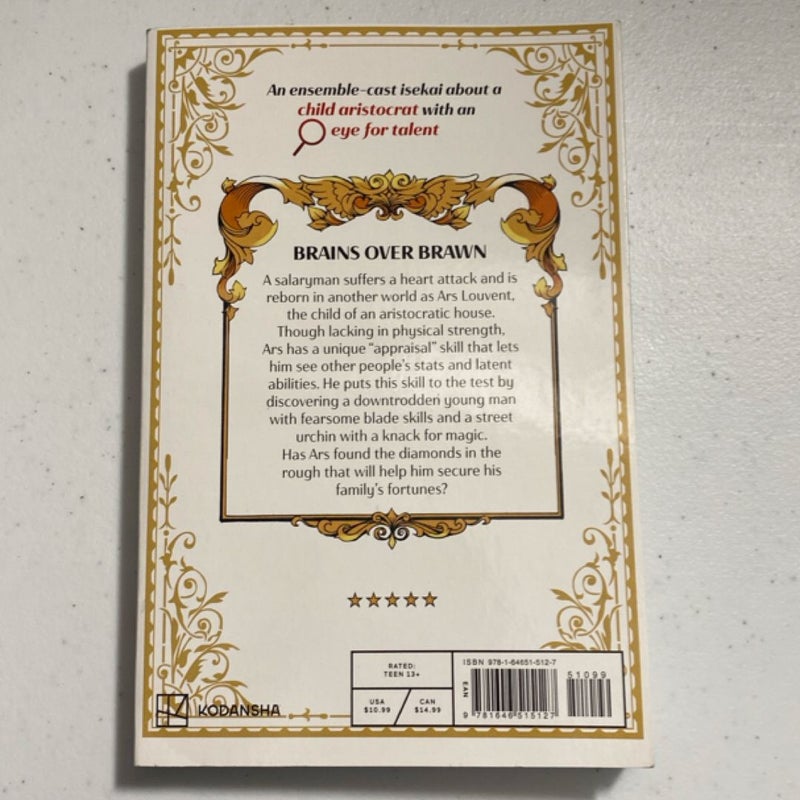 An ensemble-cast isekai about a
child aristocrat with an
eye for talent
BRAINS OVER BRAWN
A salaryman suffers a heart attack and is
reborn in another world as Ars Louvent,
the child of an aristocratic house.
Though lacking in physical strength,
Ars has a unique “appraisal” skill that lets
him see other people’s stats and latent
abilities. He puts this skill to the test by
discovering a downtrodden young man
with fearsome blade skills and a street
urchin with a knack for magic.
Has Ars found the diamonds in the
rough that will help him secure his
family’s fortunes?
RATED:
TEEN 13+
USA
$10.99
CAN
$14.99
ISBN 978-1-64651-512-7
51099
EAN
9 781646 515127
KODANSHA